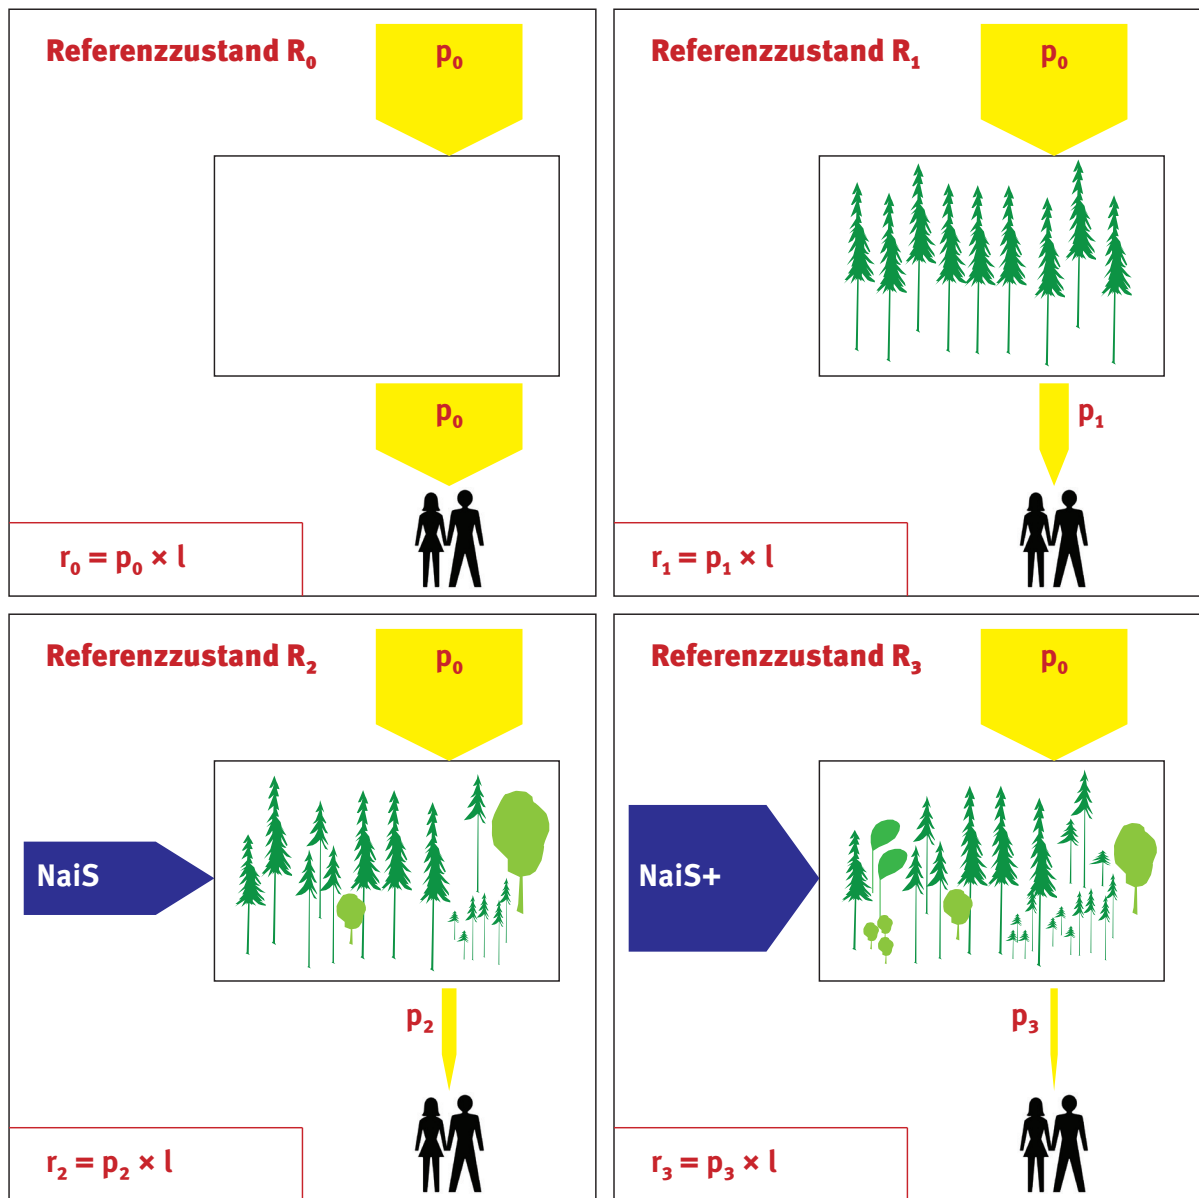 Referenzzustand R₀
p₀
p₀
r₀ = p₀ × l
Referenzzustand R₁
p₀
p₁
r₁ = p₁ × l
Referenzzustand R₂
p₀
NaiS
p₂
r₂ = p₂ × l
Referenzzustand R₃
p₀
NaiS+
p₃
r₃ = p₃ × l